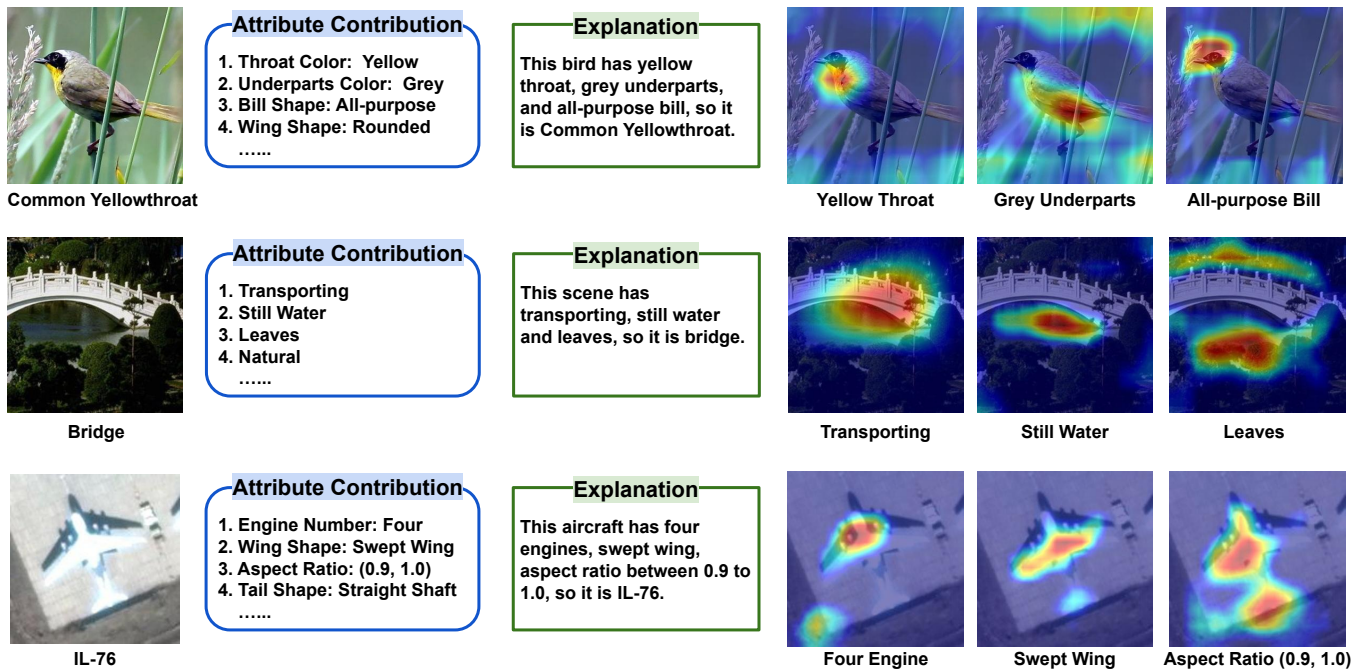 Attribute Contribution
1. Throat Color: Yellow
2. Underparts Color: Grey
3. Bill Shape: All-purpose
4. Wing Shape: Rounded
…...
Explanation
This bird has yellow
throat, grey underparts,
and all-purpose bill, so it
is Common Yellowthroat.
Common Yellowthroat
Yellow Throat
Grey Underparts
All-purpose Bill
Attribute Contribution
1. Transporting
2. Still Water
3. Leaves
4. Natural
…...
Explanation
This scene has
transporting, still water
and leaves, so it is bridge.
Bridge
Transporting
Still Water
Leaves
Attribute Contribution
1. Engine Number: Four
2. Wing Shape: Swept Wing
3. Aspect Ratio: (0.9, 1.0)
4. Tail Shape: Straight Shaft
…...
Explanation
This aircraft has four
engines, swept wing,
aspect ratio between 0.9 to
1.0, so it is IL-76.
IL-76
Four Engine
Swept Wing
Aspect Ratio (0.9, 1.0)